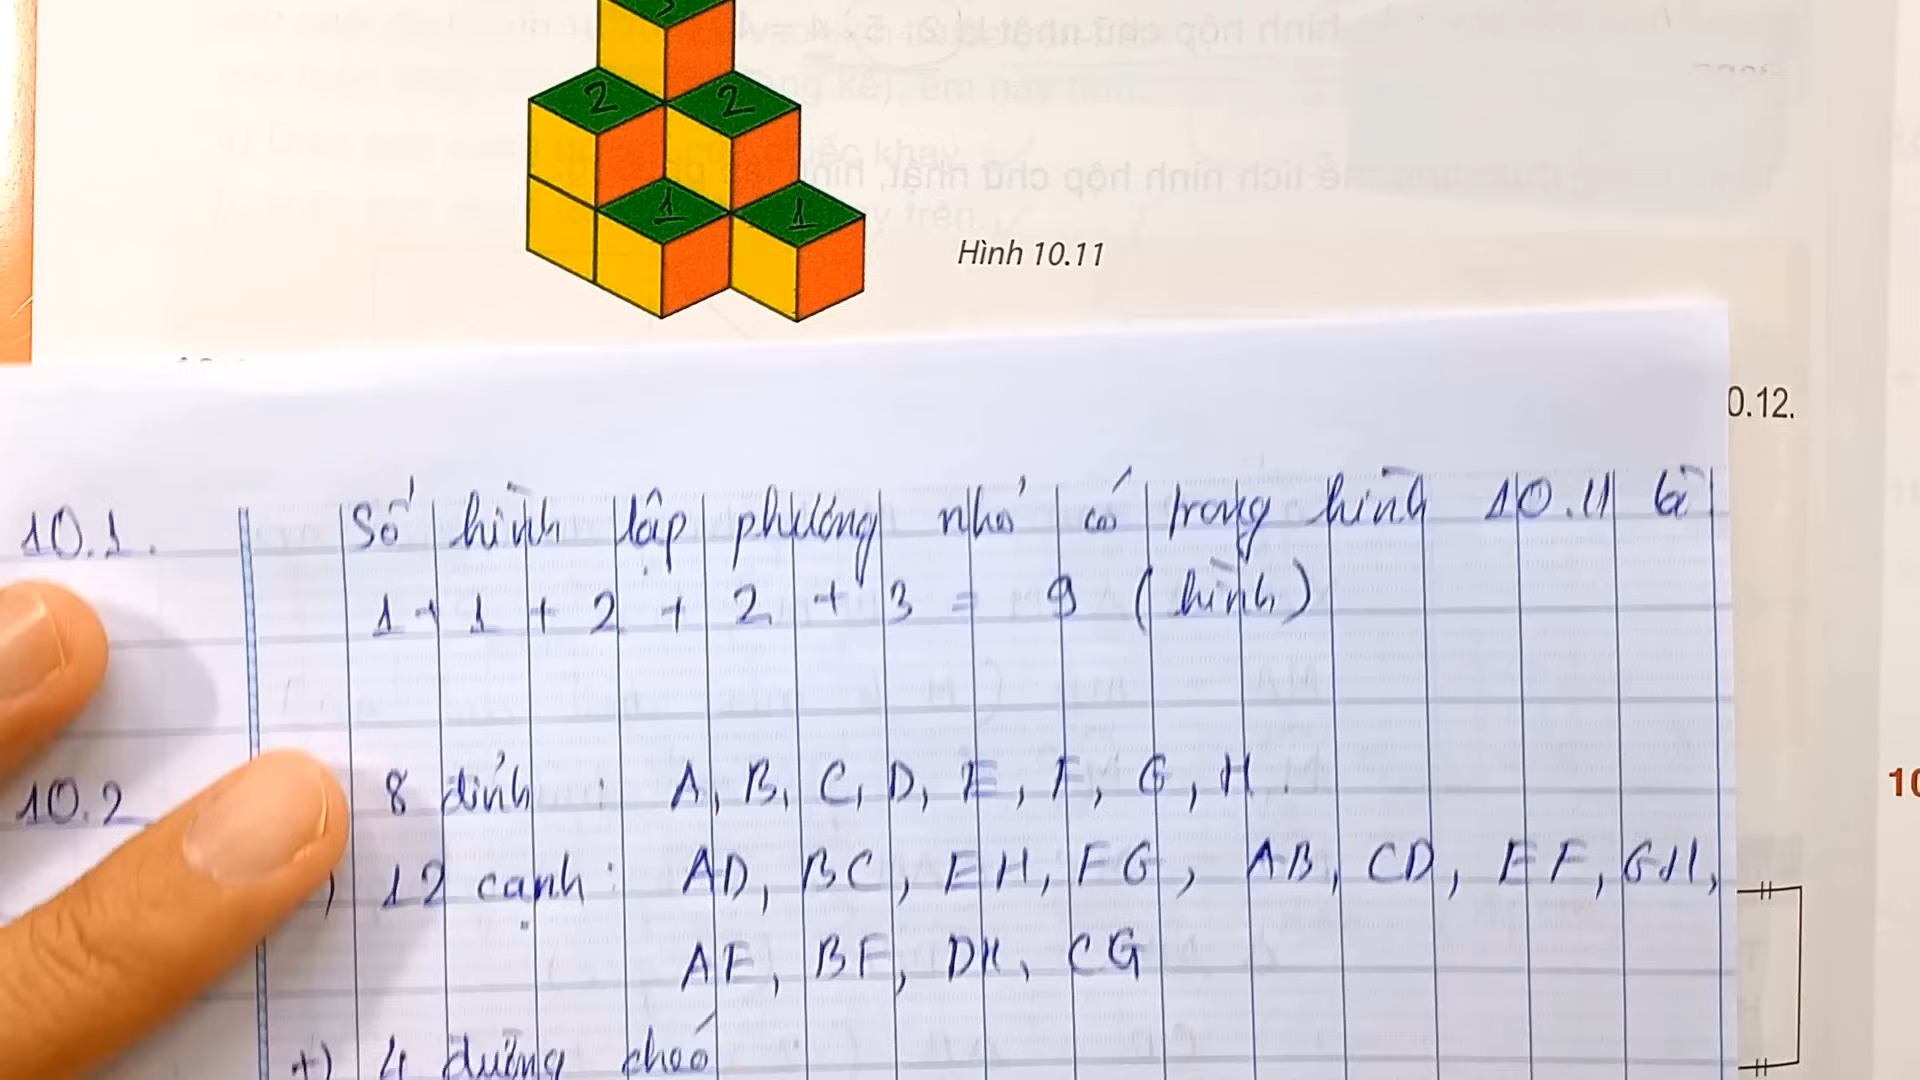 3
2 2
1 1
Hình 10.11
0.12.
10.1. Số hình lập phương nhỏ có trong hình 10.11 là
1 + 1 + 2 + 2 + 3 = 9 (hình)
10.2 8 đỉnh : A, B, C, D, E, F, G, H.
10
) 12 cạnh : AD, BC, EH, FG, AB, CD, EF, GH,
AE, BF, DH, CG
+) 4 đường chéo